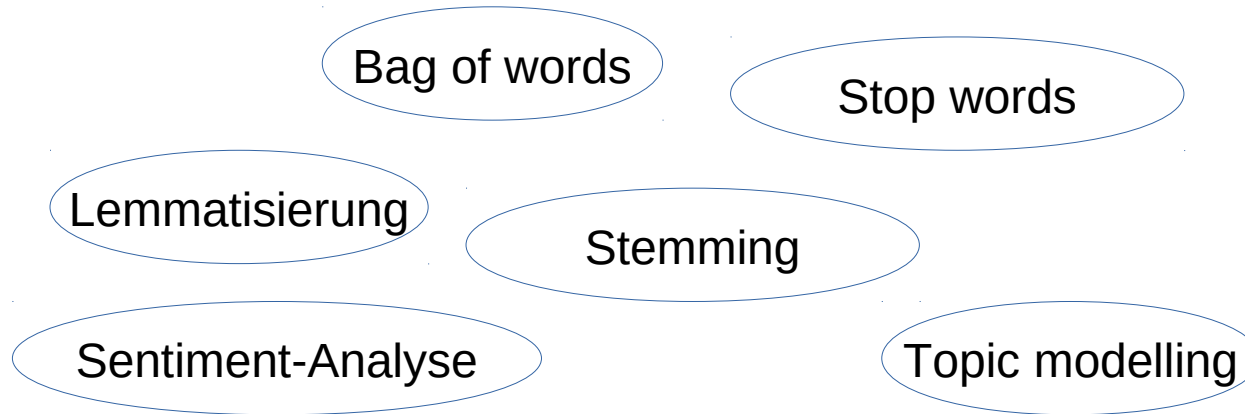 Bag of words
Stop words
Lemmatisierung
Stemming
Sentiment-Analyse
Topic modelling